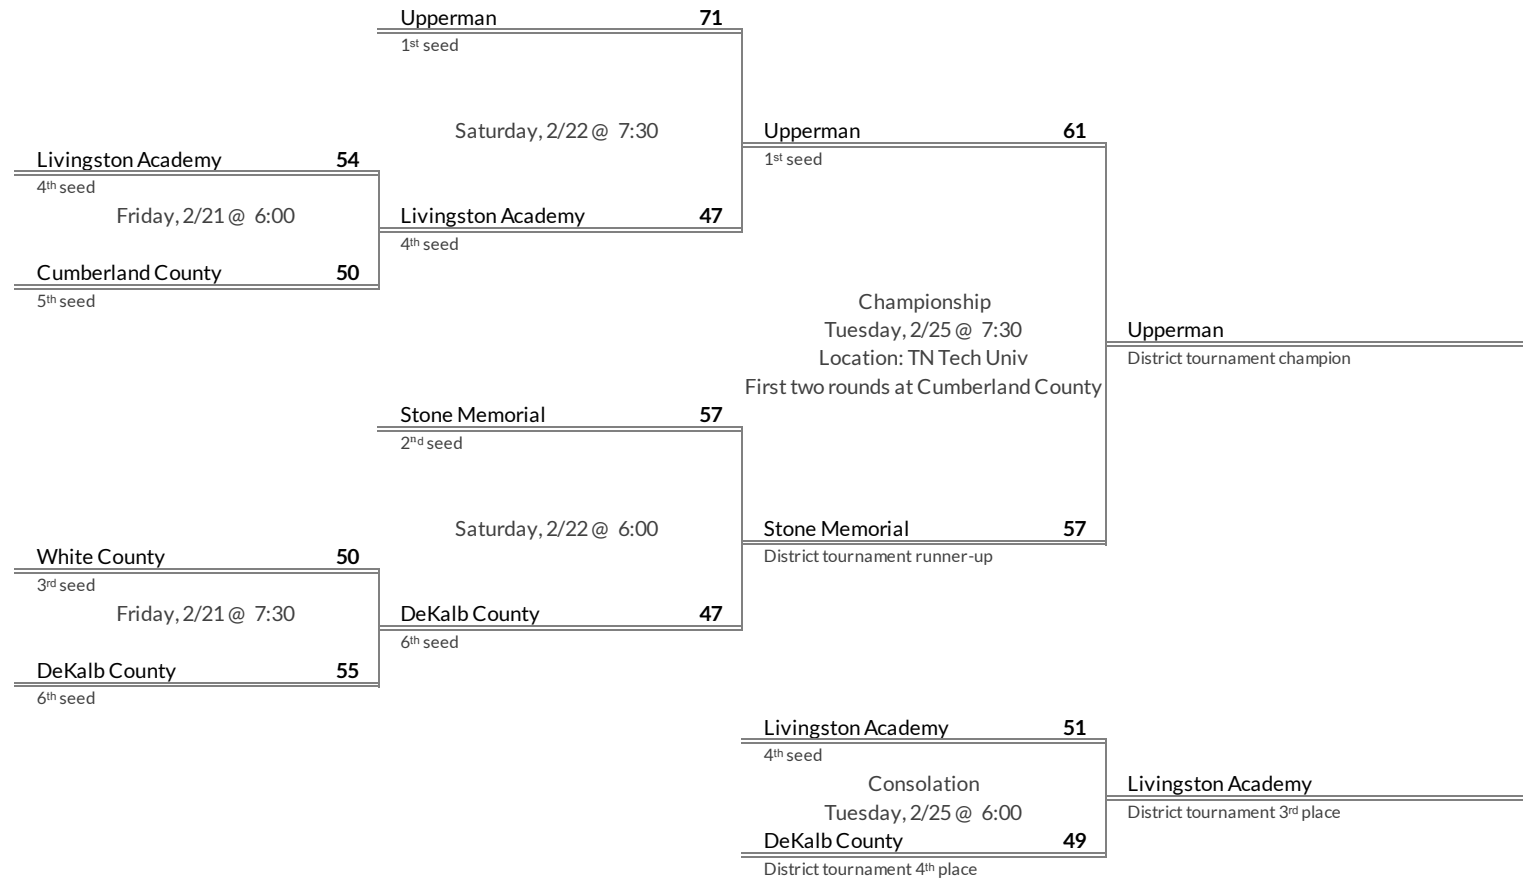 Upperman 71
1st seed
Saturday, 2/22 @ 7:30
Livingston Academy 54
4th seed
Friday, 2/21 @ 6:00
Cumberland County 50
5th seed
Livingston Academy 47
4th seed
Upperman 61
1st seed
Championship
Tuesday, 2/25 @ 7:30
Location: TN Tech Univ
First two rounds at Cumberland County
Upperman
District tournament champion
Stone Memorial 57
2nd seed
Saturday, 2/22 @ 6:00
White County 50
3rd seed
Friday, 2/21 @ 7:30
DeKalb County 55
6th seed
DeKalb County 47
6th seed
Stone Memorial 57
District tournament runner-up
Livingston Academy 51
4th seed
Consolation
Tuesday, 2/25 @ 6:00
DeKalb County 49
District tournament 4th place
Livingston Academy
District tournament 3rd place